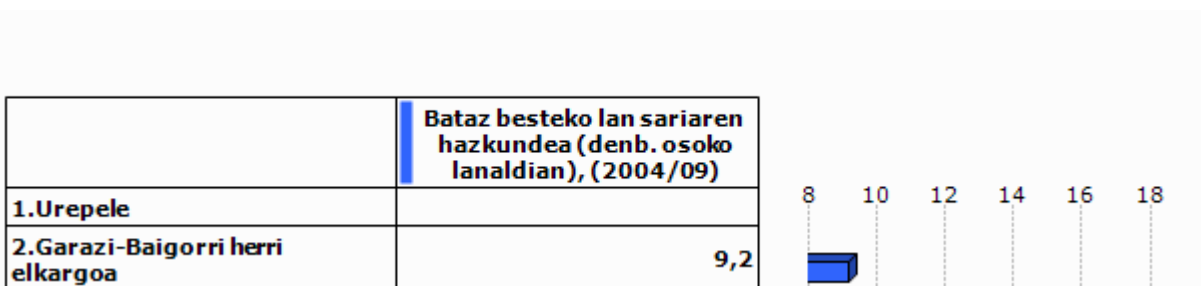 Bataz besteko lan sariaren
hazkundea (denb. osoko
lanaldian), (2004/09)
8 10 12 14 16 18
1.Urepele
2.Garazi-Baigorri herri
elkargoa
9,2